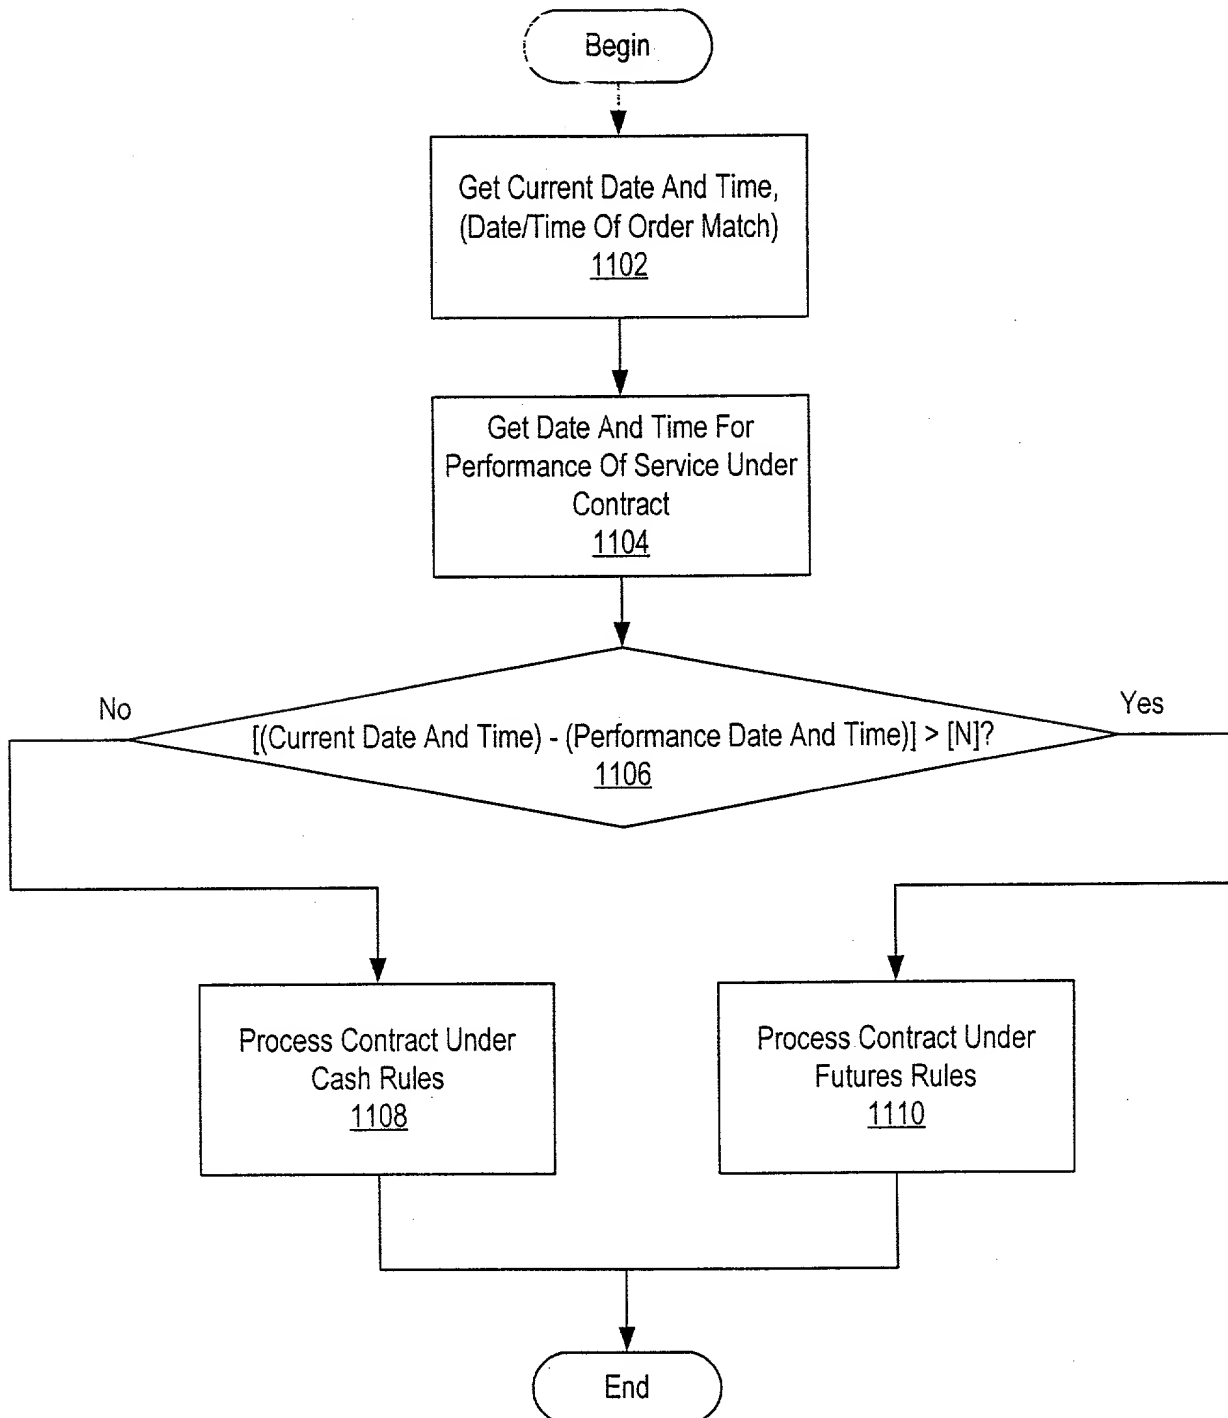 Begin
Get Current Date And Time,
(Date/Time Of Order Match)
1102
Get Date And Time For
Performance Of Service Under
Contract
1104
No
Yes
[(Current Date And Time) - (Performance Date And Time)] > [N]?
1106
Process Contract Under
Cash Rules
1108
Process Contract Under
Futures Rules
1110
End